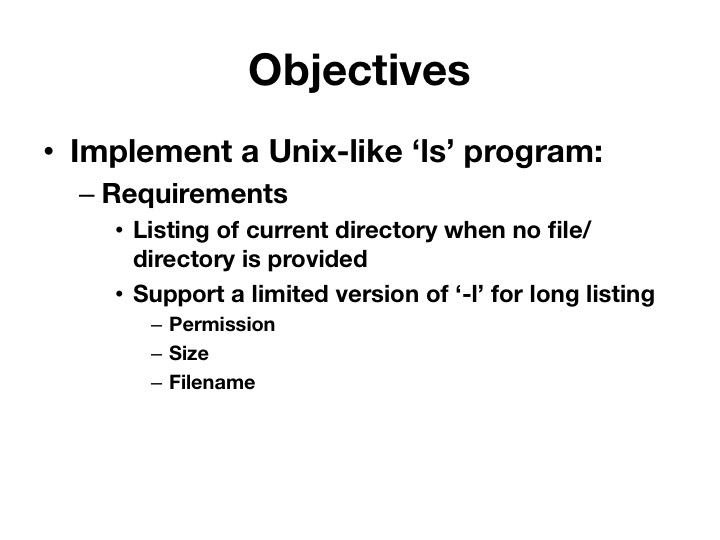 Objectives
• Implement a Unix-like ‘ls’ program:
– Requirements
• Listing of current directory when no file/
directory is provided
• Support a limited version of ‘-l’ for long listing
– Permission
– Size
– Filename